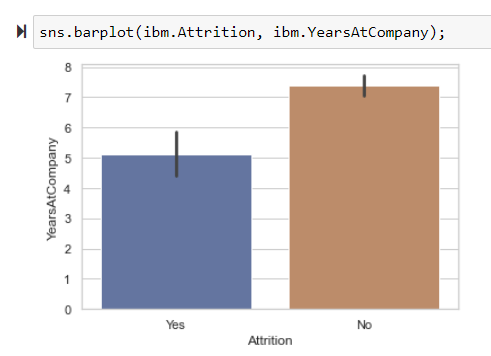 sns.barplot(ibm.Attrition, ibm.YearsAtCompany);
8
7
6
5
4
3
2
1
0
YearsAtCompany
Yes No
Attrition